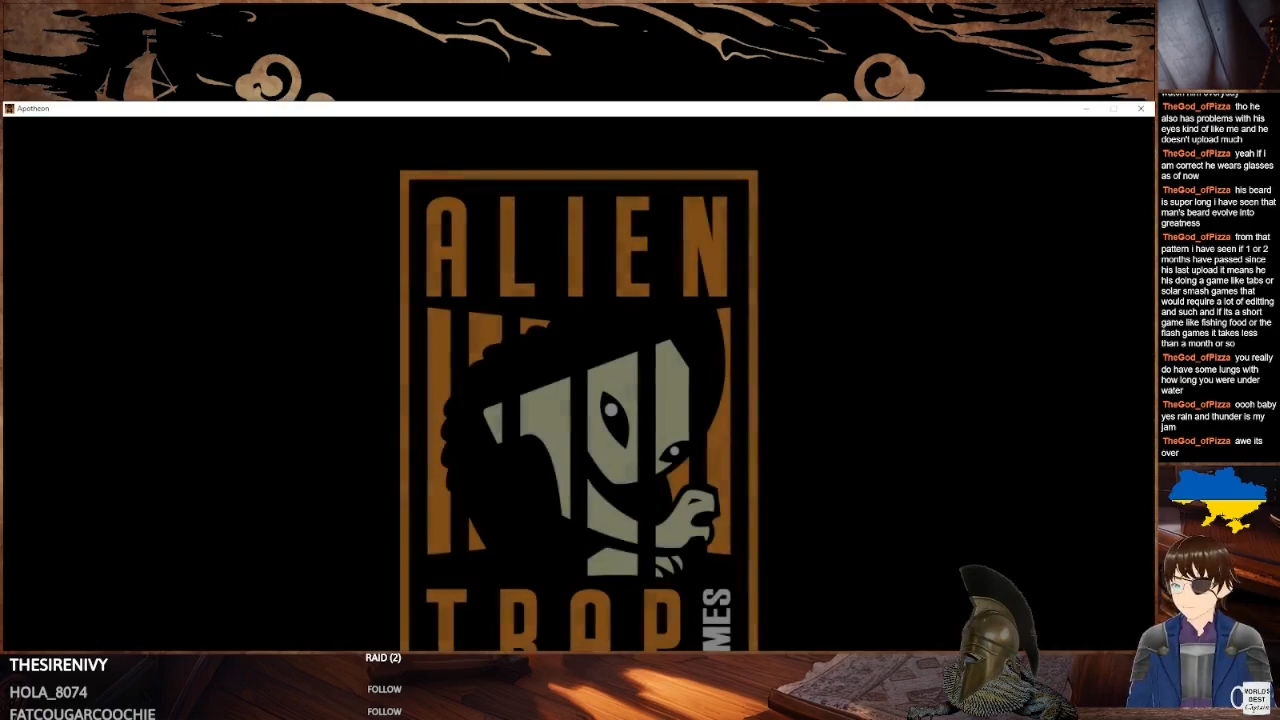 Apotheon
ALIEN
TRAP
MES
TheGod_ofPizza tho he
also has problems with his
eyes kind of like me and he
doesn't upload much
TheGod_ofPizza yeah if I
am correct he wears glasses
as of now
TheGod_ofPizza his beard
is super long i have seen that
man's beard evolve into
greatness
TheGod_ofPizza from that
pattern i have seen if 1 or 2
months have passed since
his last upload it means he
his doing a game like tabs or
solar smash games that
would require a lot of editting
and such and if its a short
game like fishing food or the
flash games it takes less
than a month or so
TheGod_ofPizza you really
do have some lungs with
how long you were under
water
TheGod_ofPizza oooh baby
yes rain and thunder is my
jam
TheGod_ofPizza awe its
over
WORLD'S
BEST
Captain
THESIRENIVY
RAID (2)
HOLA_8074
FOLLOW
FATCOUGARCOOCHIE
FOLLOW